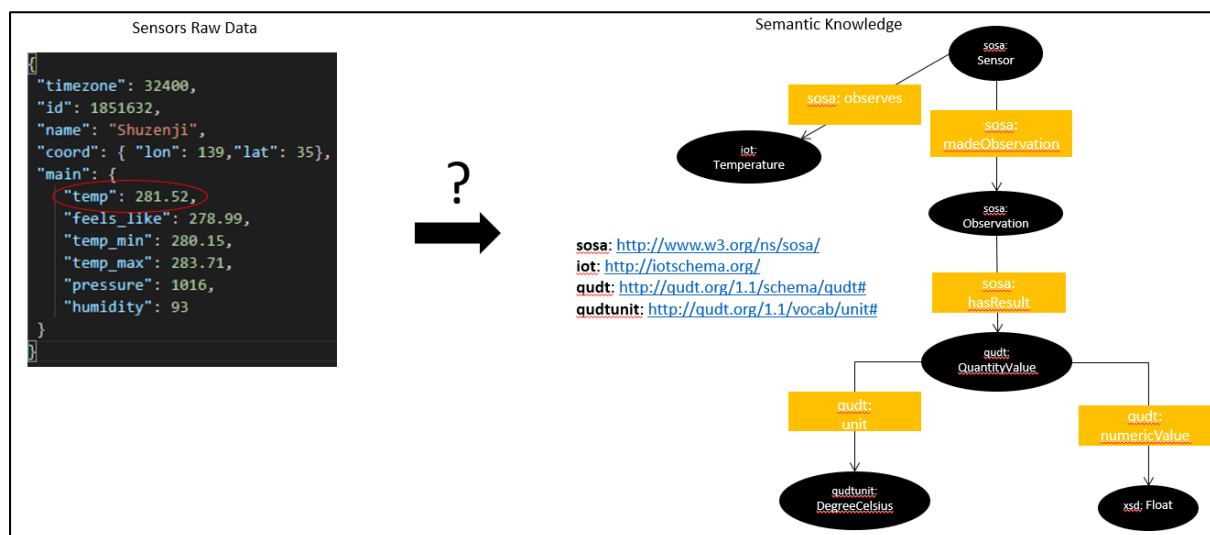 Sensors Raw Data
{
"timezone": 32400,
"id": 1851632,
"name": "Shuzenji",
"coord": { "lon": 139,"lat": 35},
"main": {
"temp": 281.52,
"feels_like": 278.99,
"temp_min": 280.15,
"temp_max": 283.71,
"pressure": 1016,
"humidity": 93
}
}
?
Semantic Knowledge
sosa:
Sensor
sosa: observes
sosa:
madeObservation
iot:
Temperature
sosa:
Observation
sosa: http://www.w3.org/ns/sosa/
iot: http://iotschema.org/
qudt: http://qudt.org/1.1/schema/qudt#
qudtunit: http://qudt.org/1.1/vocab/unit#
sosa:
hasResult
qudt:
QuantityValue
qudt:
unit
qudt:
numericValue
qudtunit:
DegreeCelsius
xsd: Float